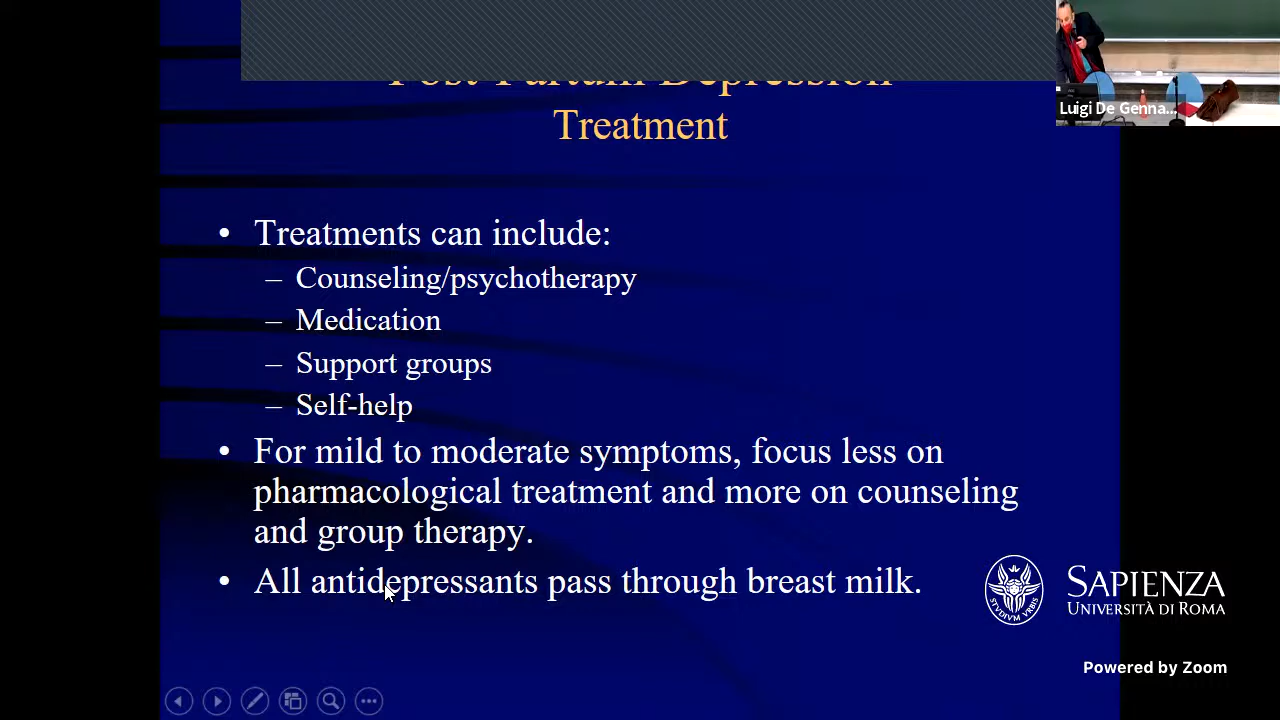 Post-Partum Depression
Treatment
Luigi De Genna...
• Treatments can include:
– Counseling/psychotherapy
– Medication
– Support groups
– Self-help
• For mild to moderate symptoms, focus less on
pharmacological treatment and more on counseling
and group therapy.
• All antidepressants pass through breast milk.
SAPIENZA
UNIVERSITÀ DI ROMA
STVDIVM VRBIS
Powered by Zoom